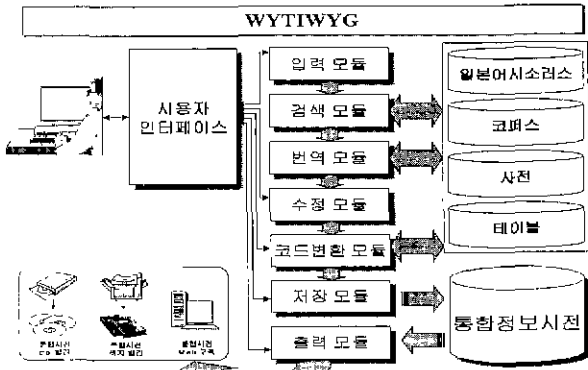 WYTIWYG
사용자
인터페이스
입력 모듈
검색 모듈
번역 모듈
수정 모듈
코드변환 모듈
저장 모듈
출력 모듈
일본어시소러스
코퍼스
사전
테이블
통합정보사전